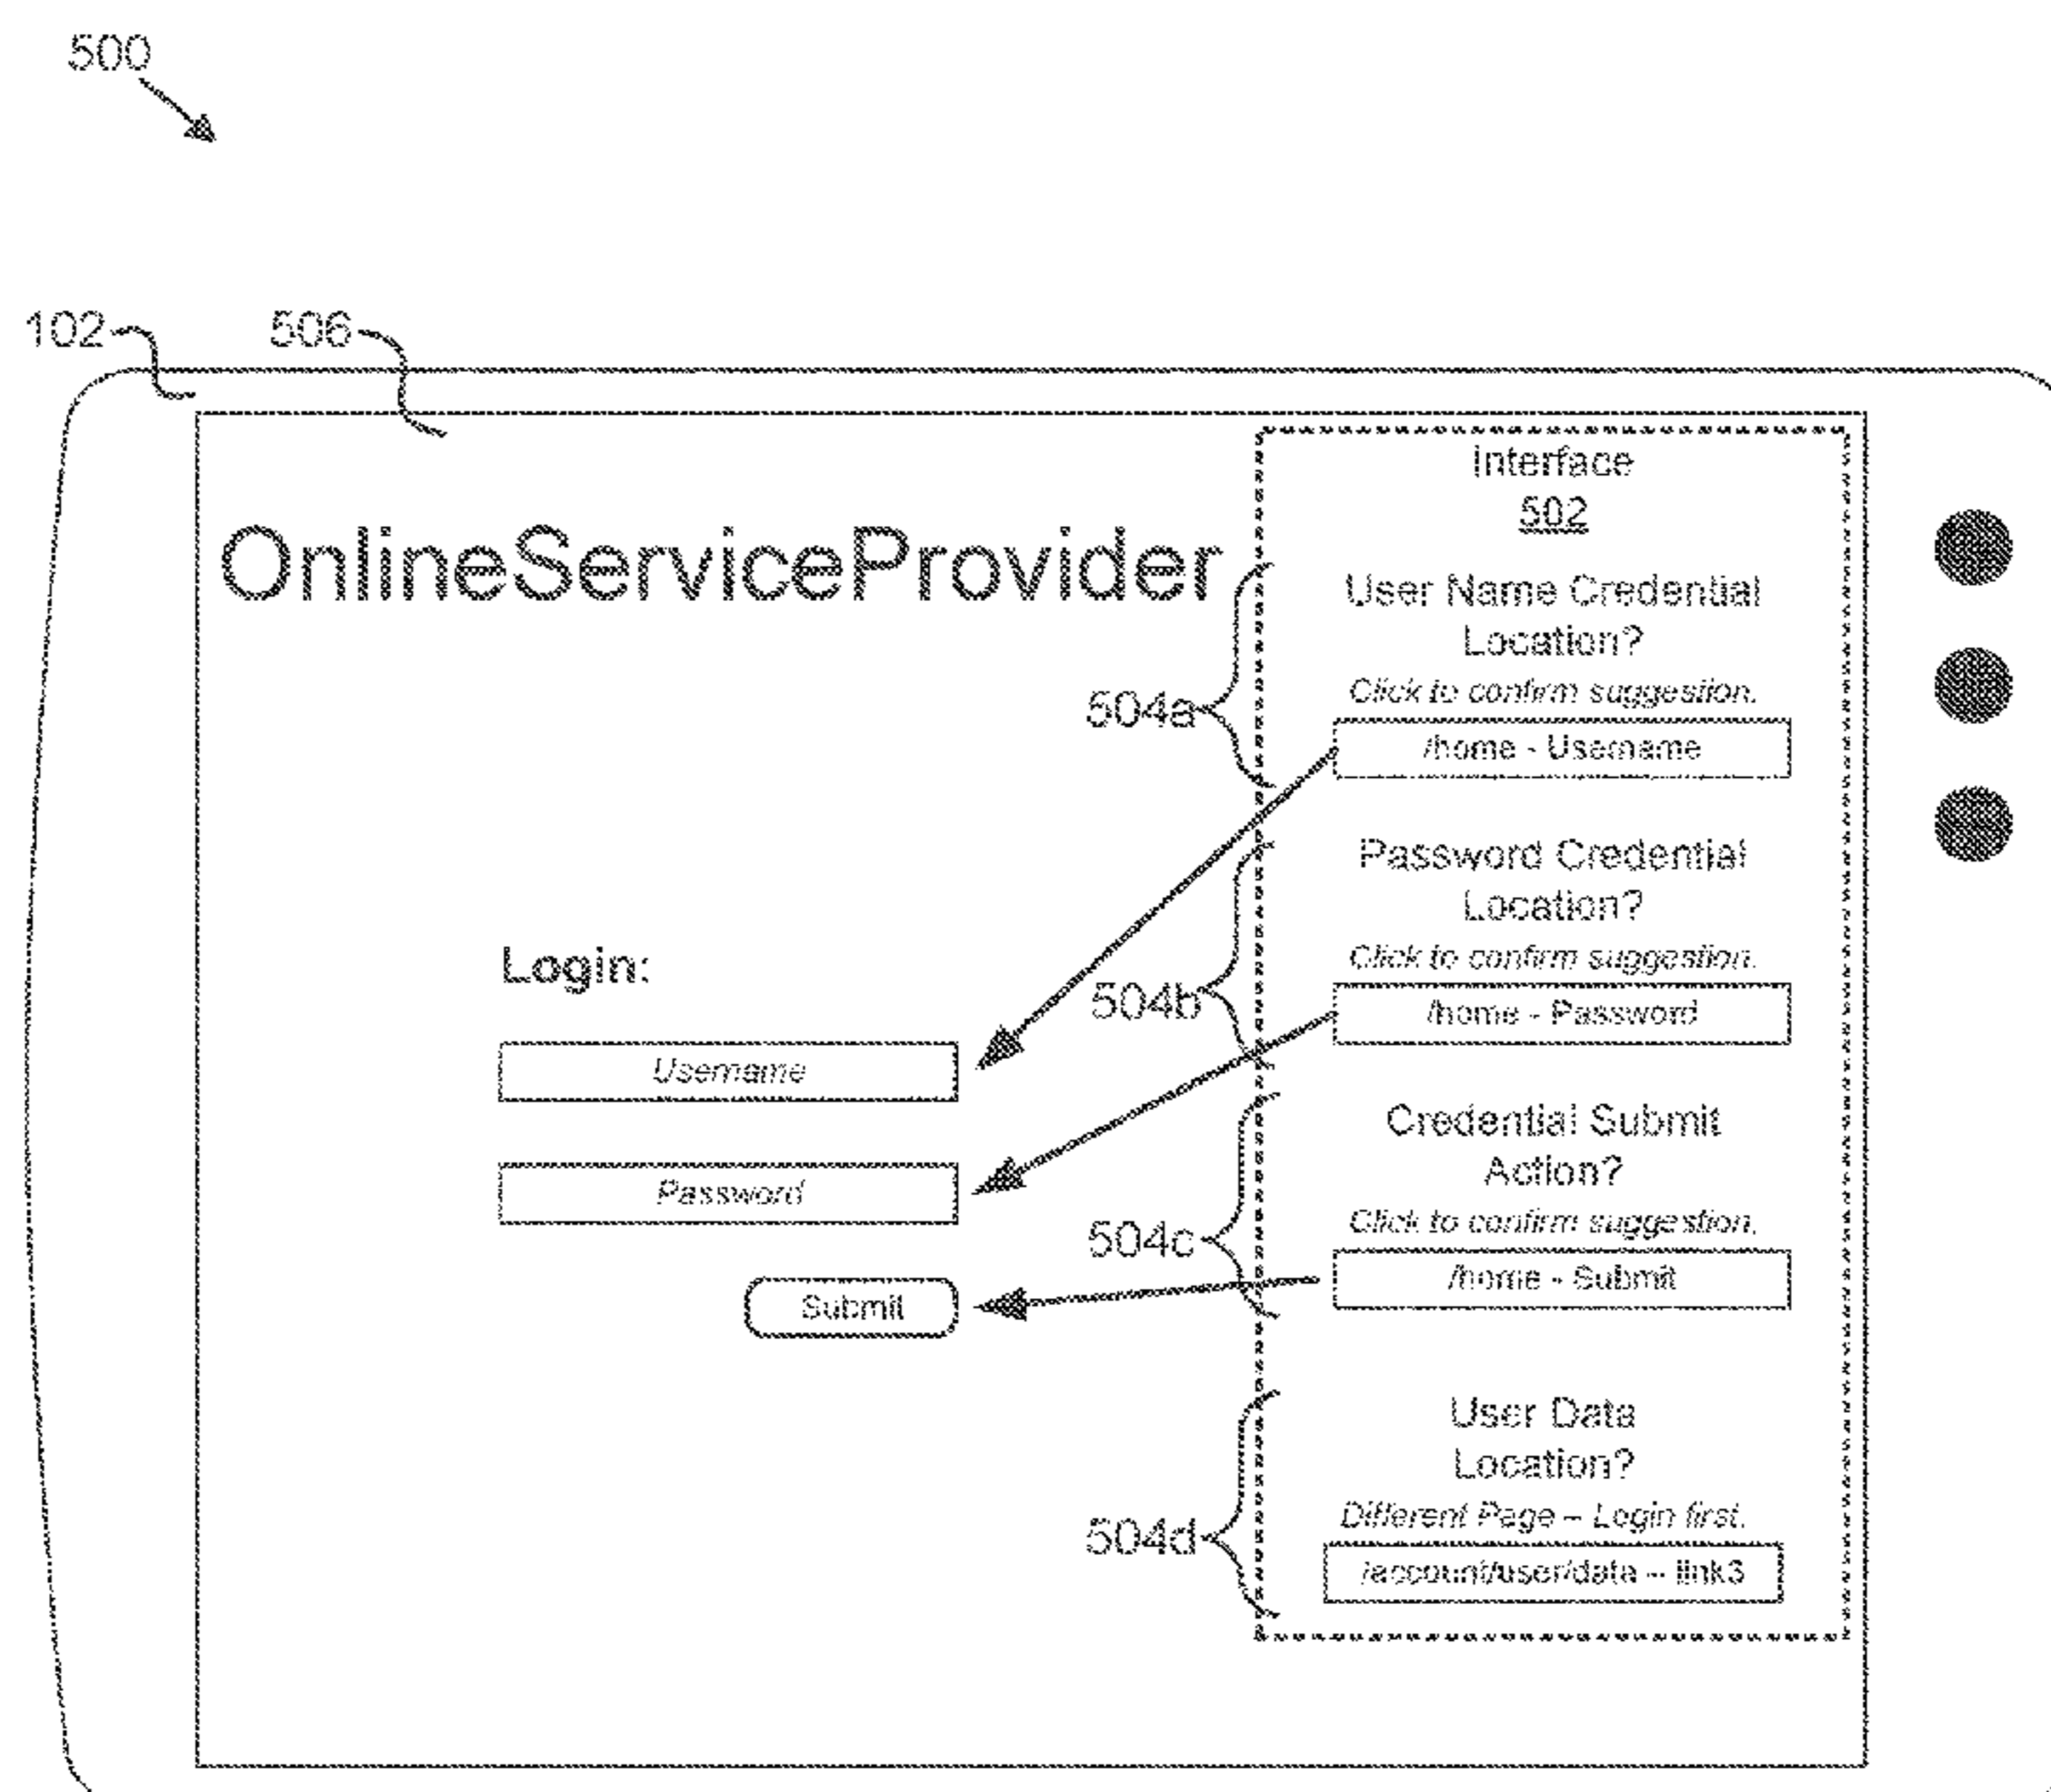 500
102
506
OnlineServiceProvider
Interface
502
504a
User Name Credential
Location?
Click to confirm suggestion.
/home - Username
504b
Password Credential
Location?
Click to confirm suggestion.
/home - Password
Login:
Username
Password
Submit
504c
Credential Submit
Action?
Click to confirm suggestion.
/home - Submit
504d
User Data
Location?
Different Page – Login first.
/account/user/data – link3